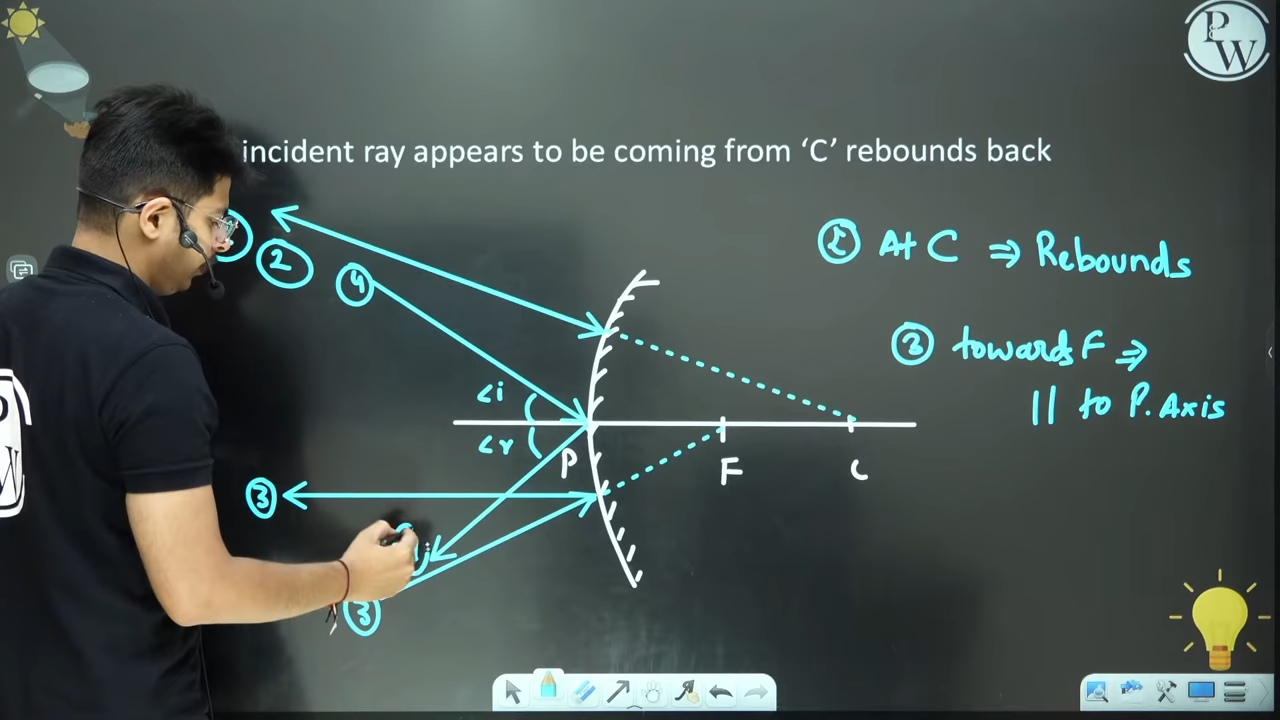 PW
incident ray appears to be coming from ‘C’ rebounds back
② At C ⇒ Rebounds
2
4
③ towards F ⇒
|| to P. Axis
<i
<r
P
F
C
3
3